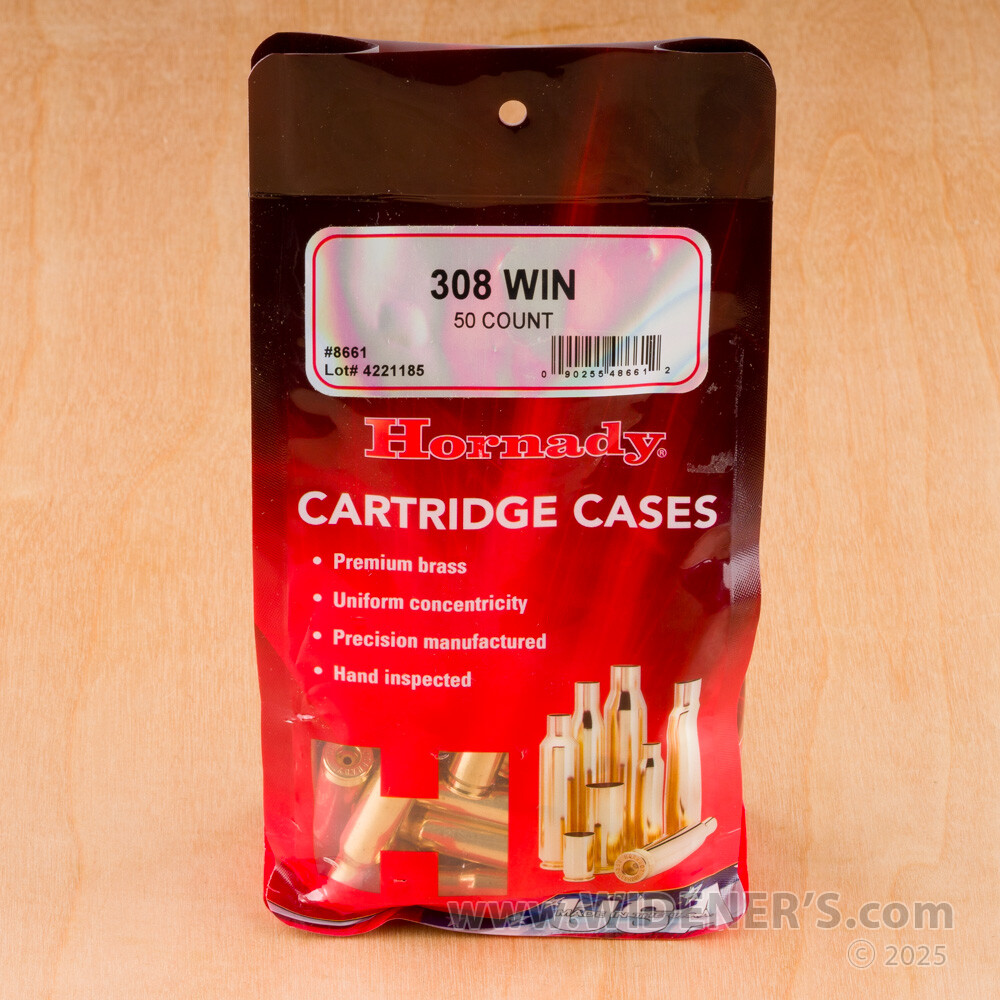 308 WIN
50 COUNT
#8661
Lot# 4221185
0 90255 48661 2
Hornady®
CARTRIDGE CASES
• Premium brass
• Uniform concentricity
• Precision manufactured
• Hand inspected
www.WIDENER'S.com
© 2025